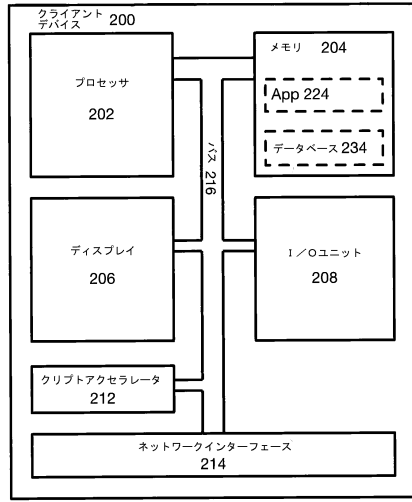 クライアント
デバイス 200
プロセッサ
202
メモリ 204
App 224
データベース 234
バス 216
ディスプレイ
206
I/Oユニット
208
クリプトアクセラレータ
212
ネットワークインターフェース
214